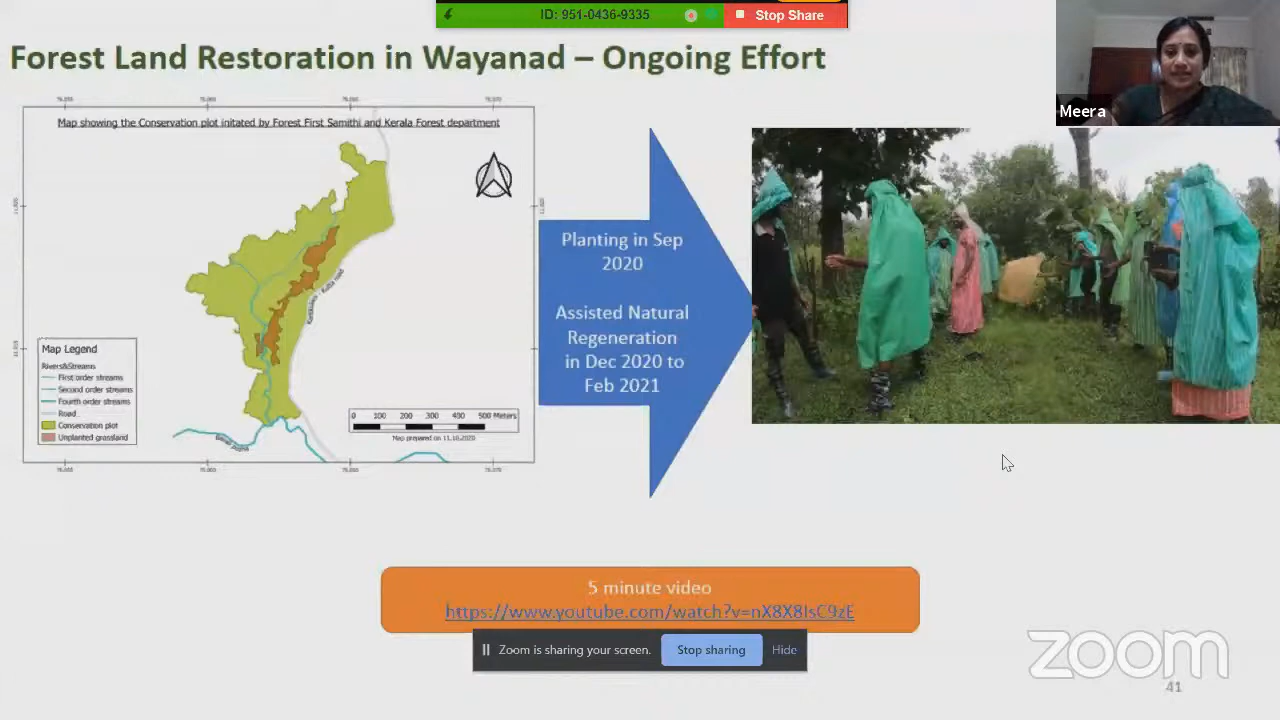 ID: 951-0436-9335
Stop Share
Forest Land Restoration in Wayanad – Ongoing Effort
Meera
Map showing the Conservation plot initated by Forest First Samithi and Kerala Forest department
Planting in Sep
2020
Assisted Natural
Regeneration
in Dec 2020 to
Feb 2021
Map Legend
Rivers&Streams
First order streams
Second order streams
Fourth order streams
Road
Conservation plot
Unplanted grassland
0 100 200 300 400 500 Meters
Map prepared on 11.10.2020
5 minute video
https://www.youtube.com/watch?v=nX8X8IsC9zE
Zoom is sharing your screen.
Stop sharing
Hide
zoom
41